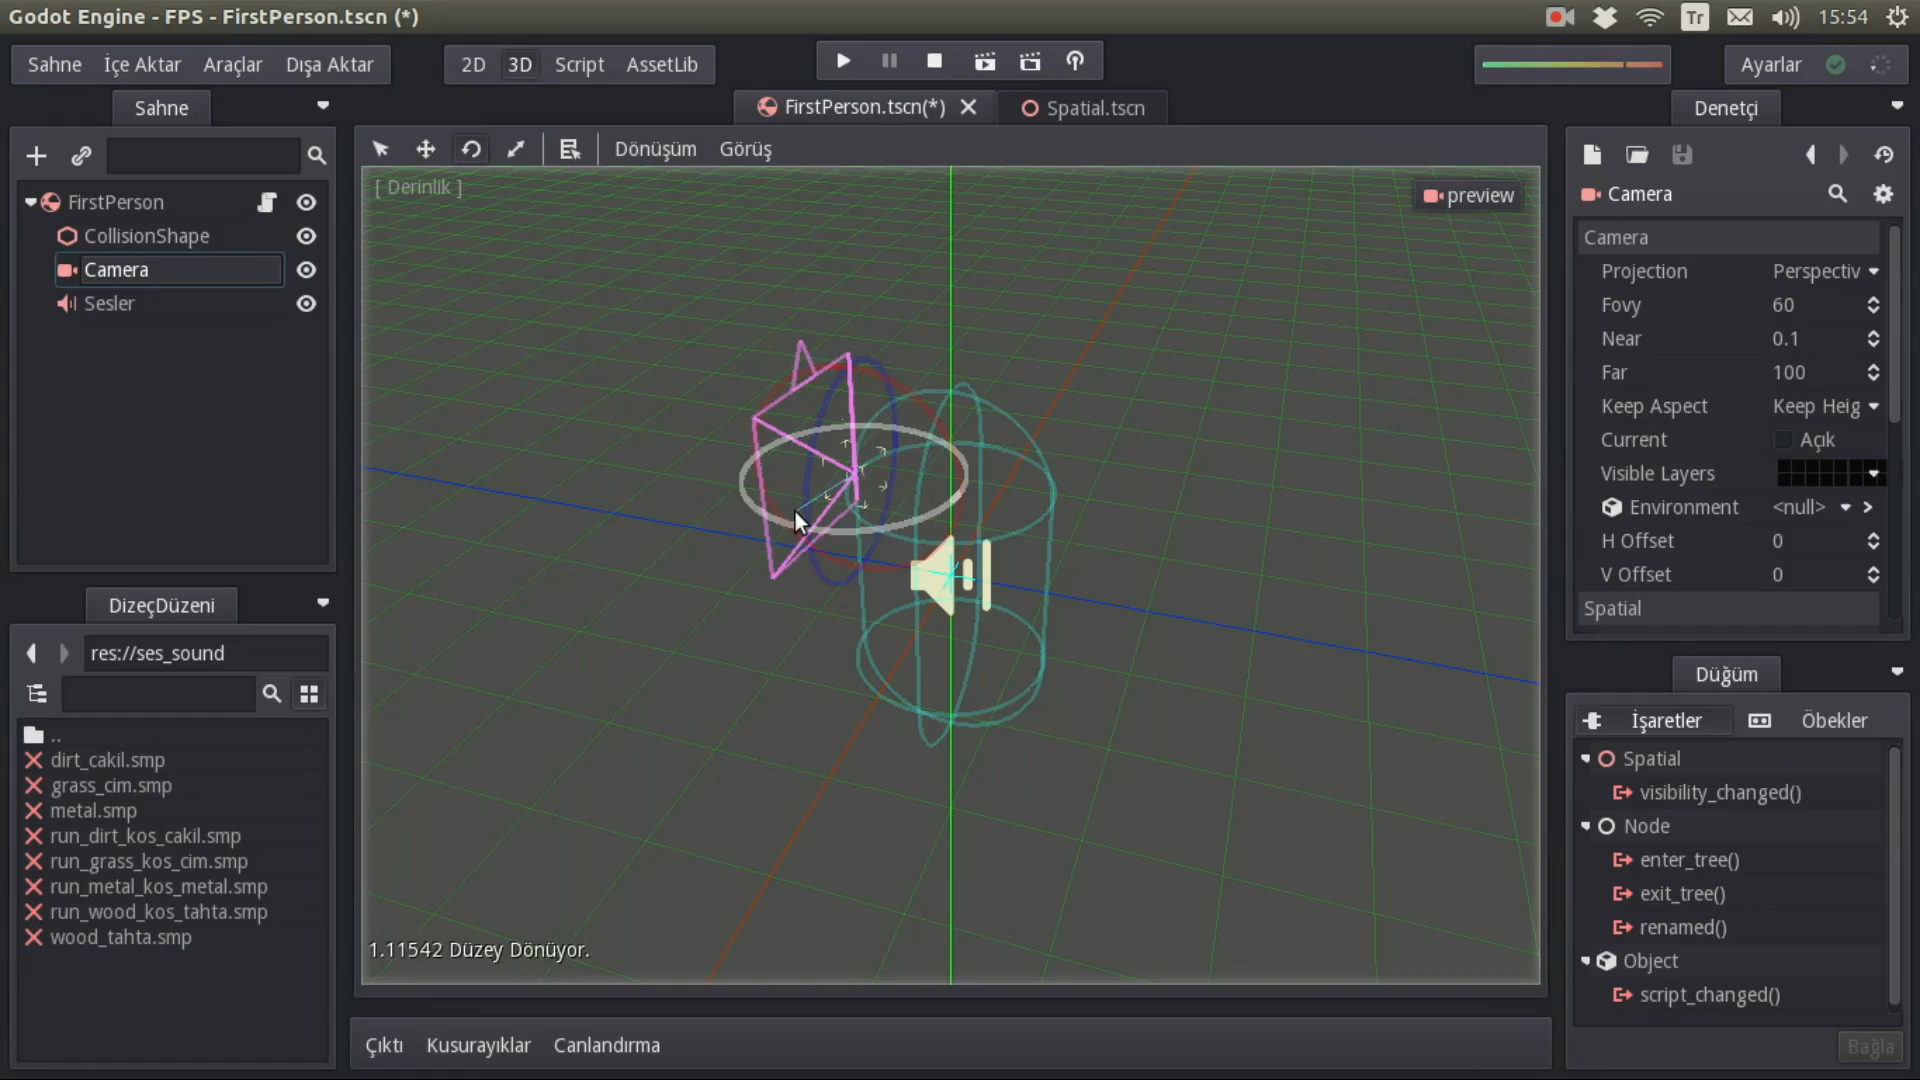 Godot Engine - FPS - FirstPerson.tscn (*)
Tr
15:54
Sahne İçe Aktar Araçlar Dışa Aktar
2D 3D Script AssetLib
Ayarlar
Sahne
FirstPerson.tscn(*)
Spatial.tscn
Denetçi
Dönüşüm Görüş
[ Derinlik ]
preview
FirstPerson
CollisionShape
Camera
Sesler
Camera
Camera
Projection Perspectiv
Fovy 60
Near 0.1
Far 100
Keep Aspect Keep Heig
Current Açık
Visible Layers
Environment <null>
H Offset 0
V Offset 0
Spatial
DizeçDüzeni
res://ses_sound
..
dirt_cakil.smp
grass_cim.smp
metal.smp
run_dirt_kos_cakil.smp
run_grass_kos_cim.smp
run_metal_kos_metal.smp
run_wood_kos_tahta.smp
wood_tahta.smp
1.11542 Düzey Dönüyor.
Düğüm
İşaretler Öbekler
Spatial
visibility_changed()
Node
enter_tree()
exit_tree()
renamed()
Object
script_changed()
Bağla
Çıktı Kusurayıklar Canlandırma